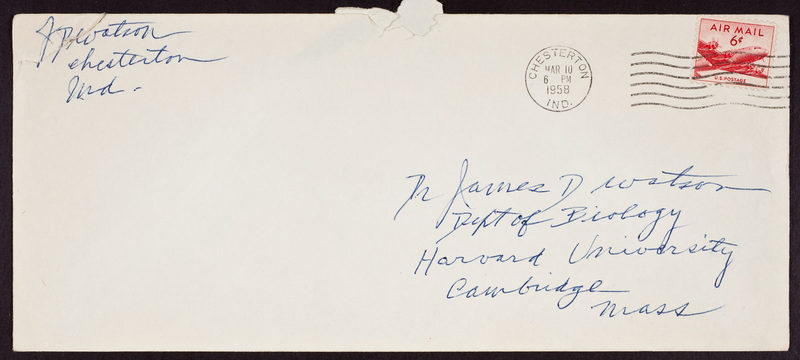 J D Watson
Chesterton
Ind.
CHESTERTON
MAR 10
6 PM
1958
IND.
AIR MAIL
6¢
U.S. POSTAGE
Dr James D Watson
Dept of Biology
Harvard University
Cambridge
Mass